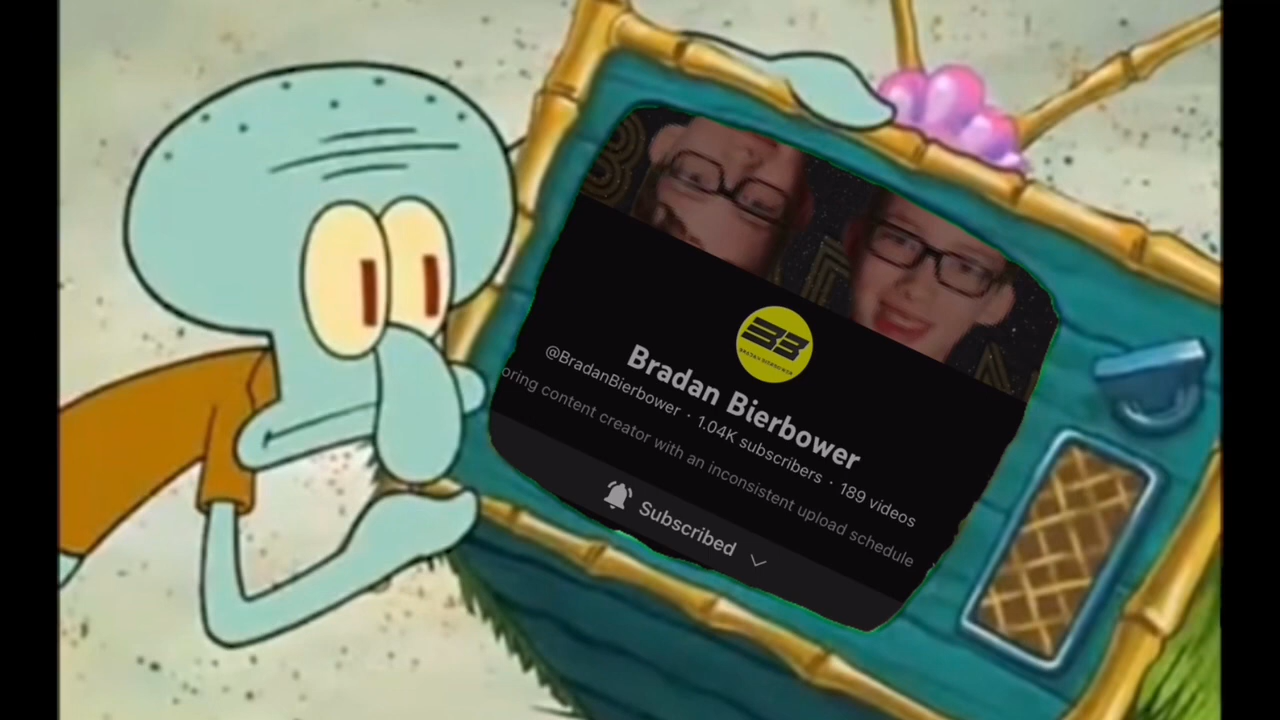 Bradan Bierbower
@BradanBierbower · 1.04K subscribers · 189 videos
oring content creator with an inconsistent upload schedule
Subscribed